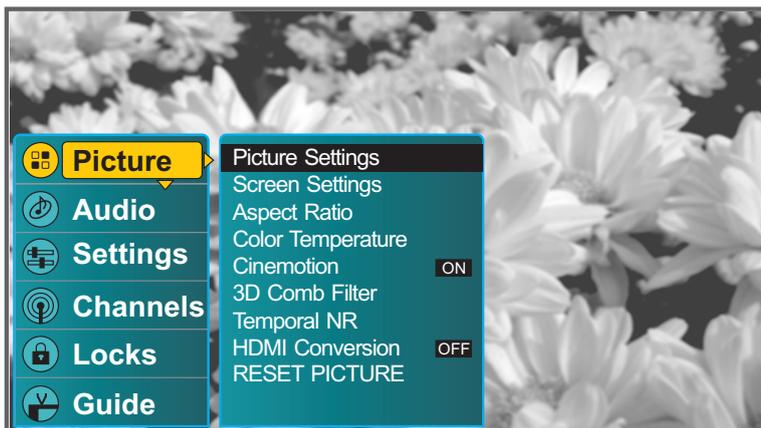 Picture
Audio
Settings
Channels
Locks
Guide
Picture Settings
Screen Settings
Aspect Ratio
Color Temperature
Cinemotion ON
3D Comb Filter
Temporal NR
HDMI Conversion OFF
RESET PICTURE